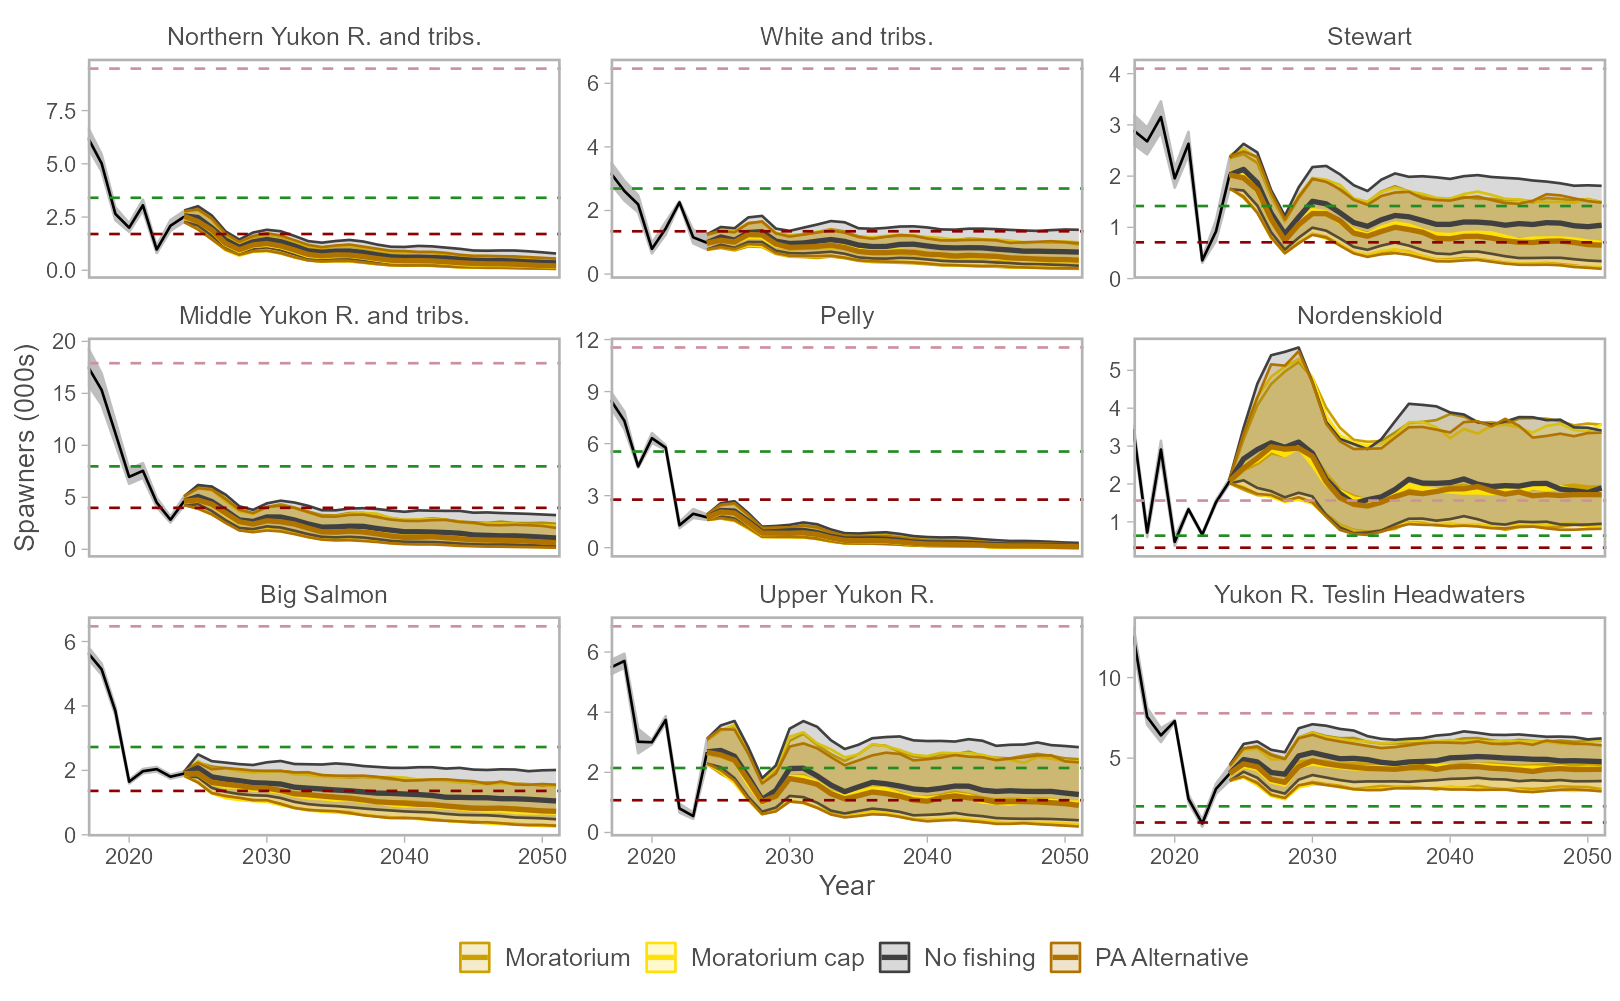 Northern Yukon R. and tribs.
White and tribs.
Stewart
7.5
5.0
2.5
0.0
6
4
2
0
4
3
2
1
0
Middle Yukon R. and tribs.
Pelly
Nordenskiold
20
15
10
5
0
12
9
6
3
0
5
4
3
2
1
Spawners (000s)
Big Salmon
Upper Yukon R.
Yukon R. Teslin Headwaters
6
4
2
0
6
4
2
0
10
5
2020 2030 2040 2050
2020 2030 2040 2050
2020 2030 2040 2050
Year
Moratorium Moratorium cap No fishing PA Alternative